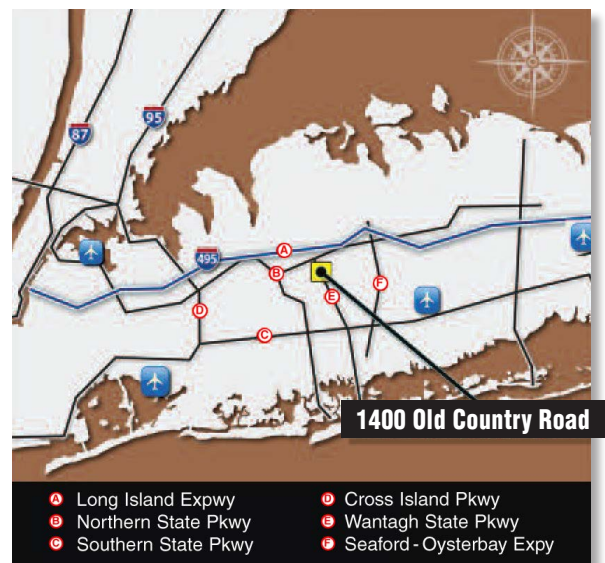 95
87
495
A
B
E
F
D
C
1400 Old Country Road
A Long Island Expwy
B Northern State Pkwy
C Southern State Pkwy
D Cross Island Pkwy
E Wantagh State Pkwy
F Seaford - Oysterbay Expy